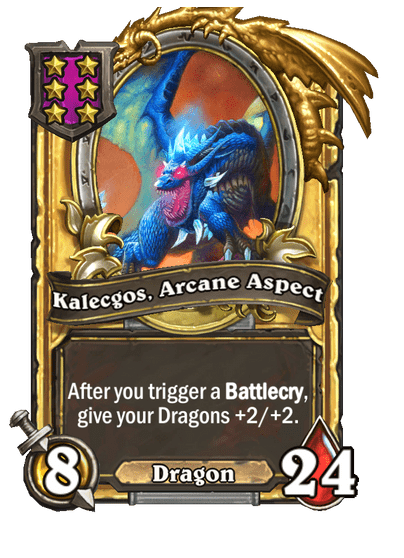 Kalecgos, Arcane Aspect
After you trigger a Battlecry,
give your Dragons +2/+2.
8
Dragon
24